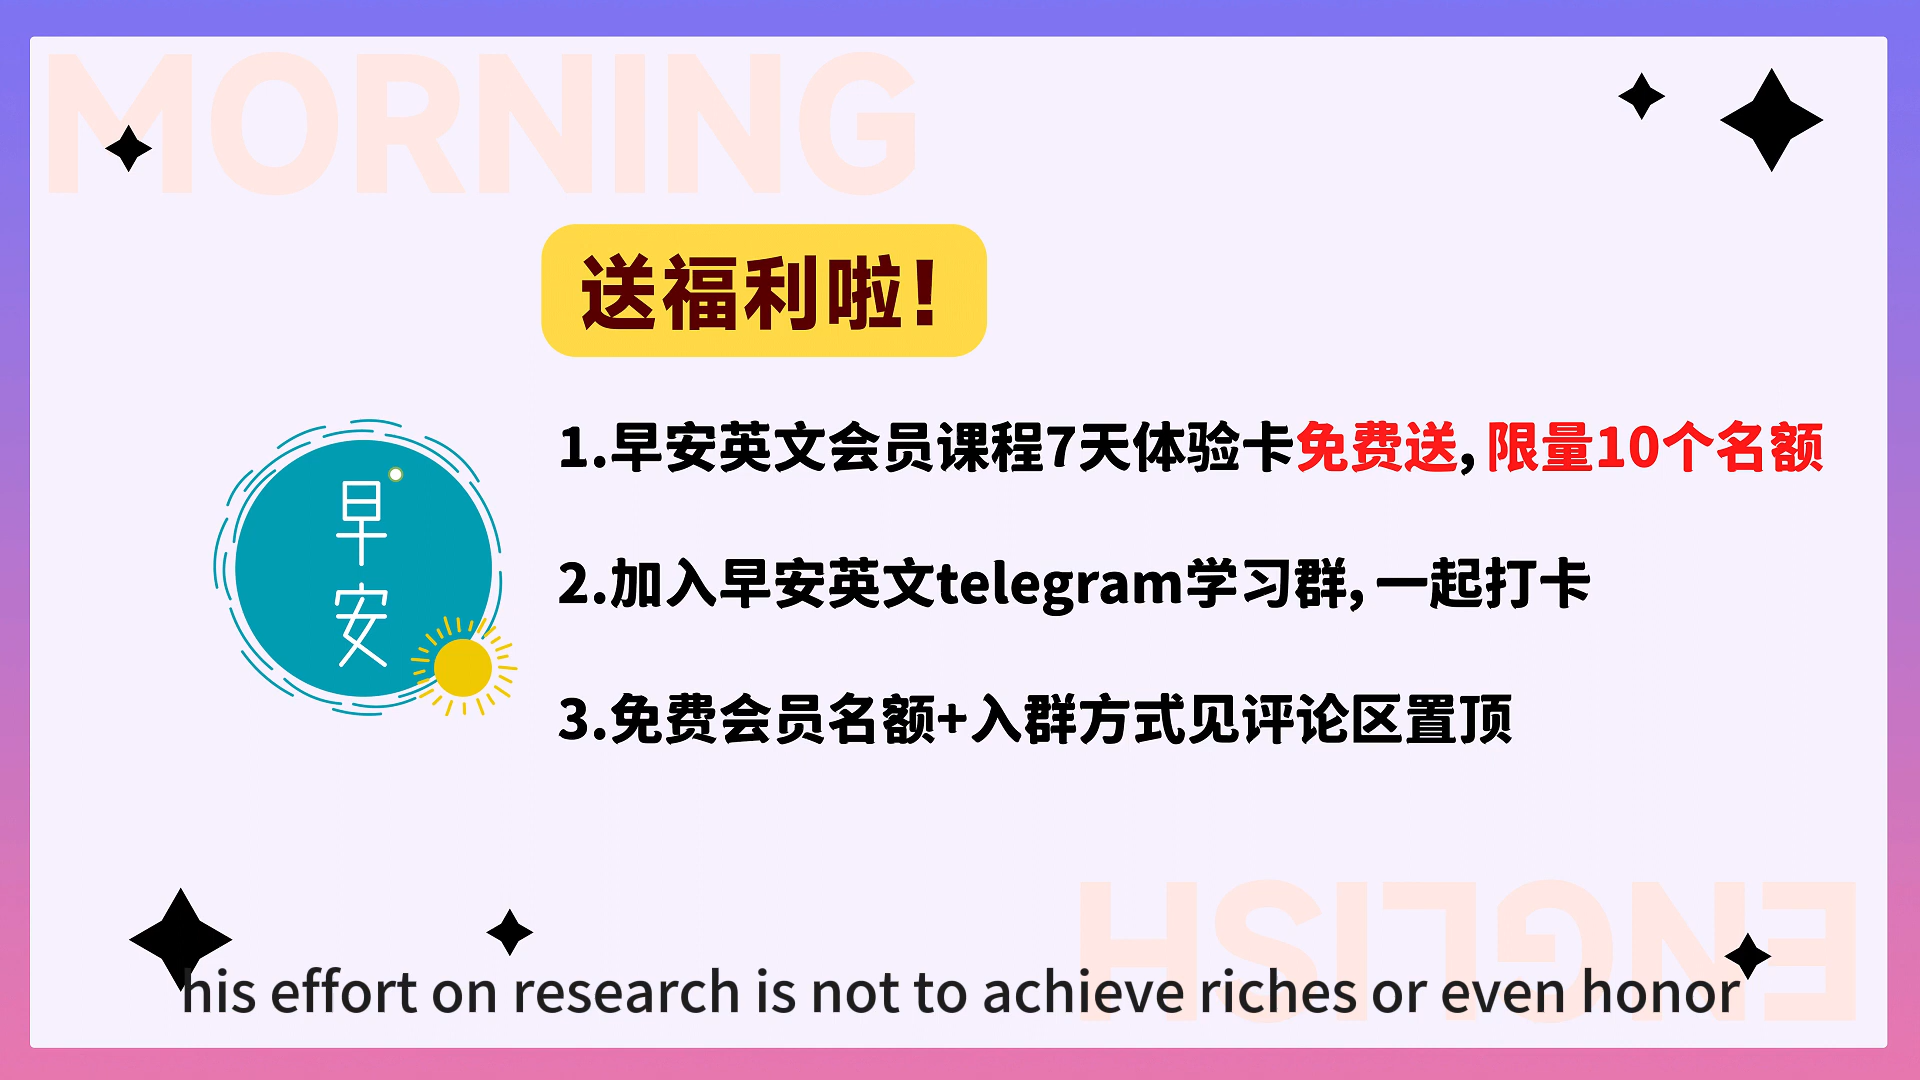 MORNING
送福利啦!
1.早安英文会员课程7天体验卡免费送, 限量10个名额
早安
2.加入早安英文telegram学习群, 一起打卡
3.免费会员名额+入群方式见评论区置顶
ENGLISH
his effort on research is not to achieve riches or even honor